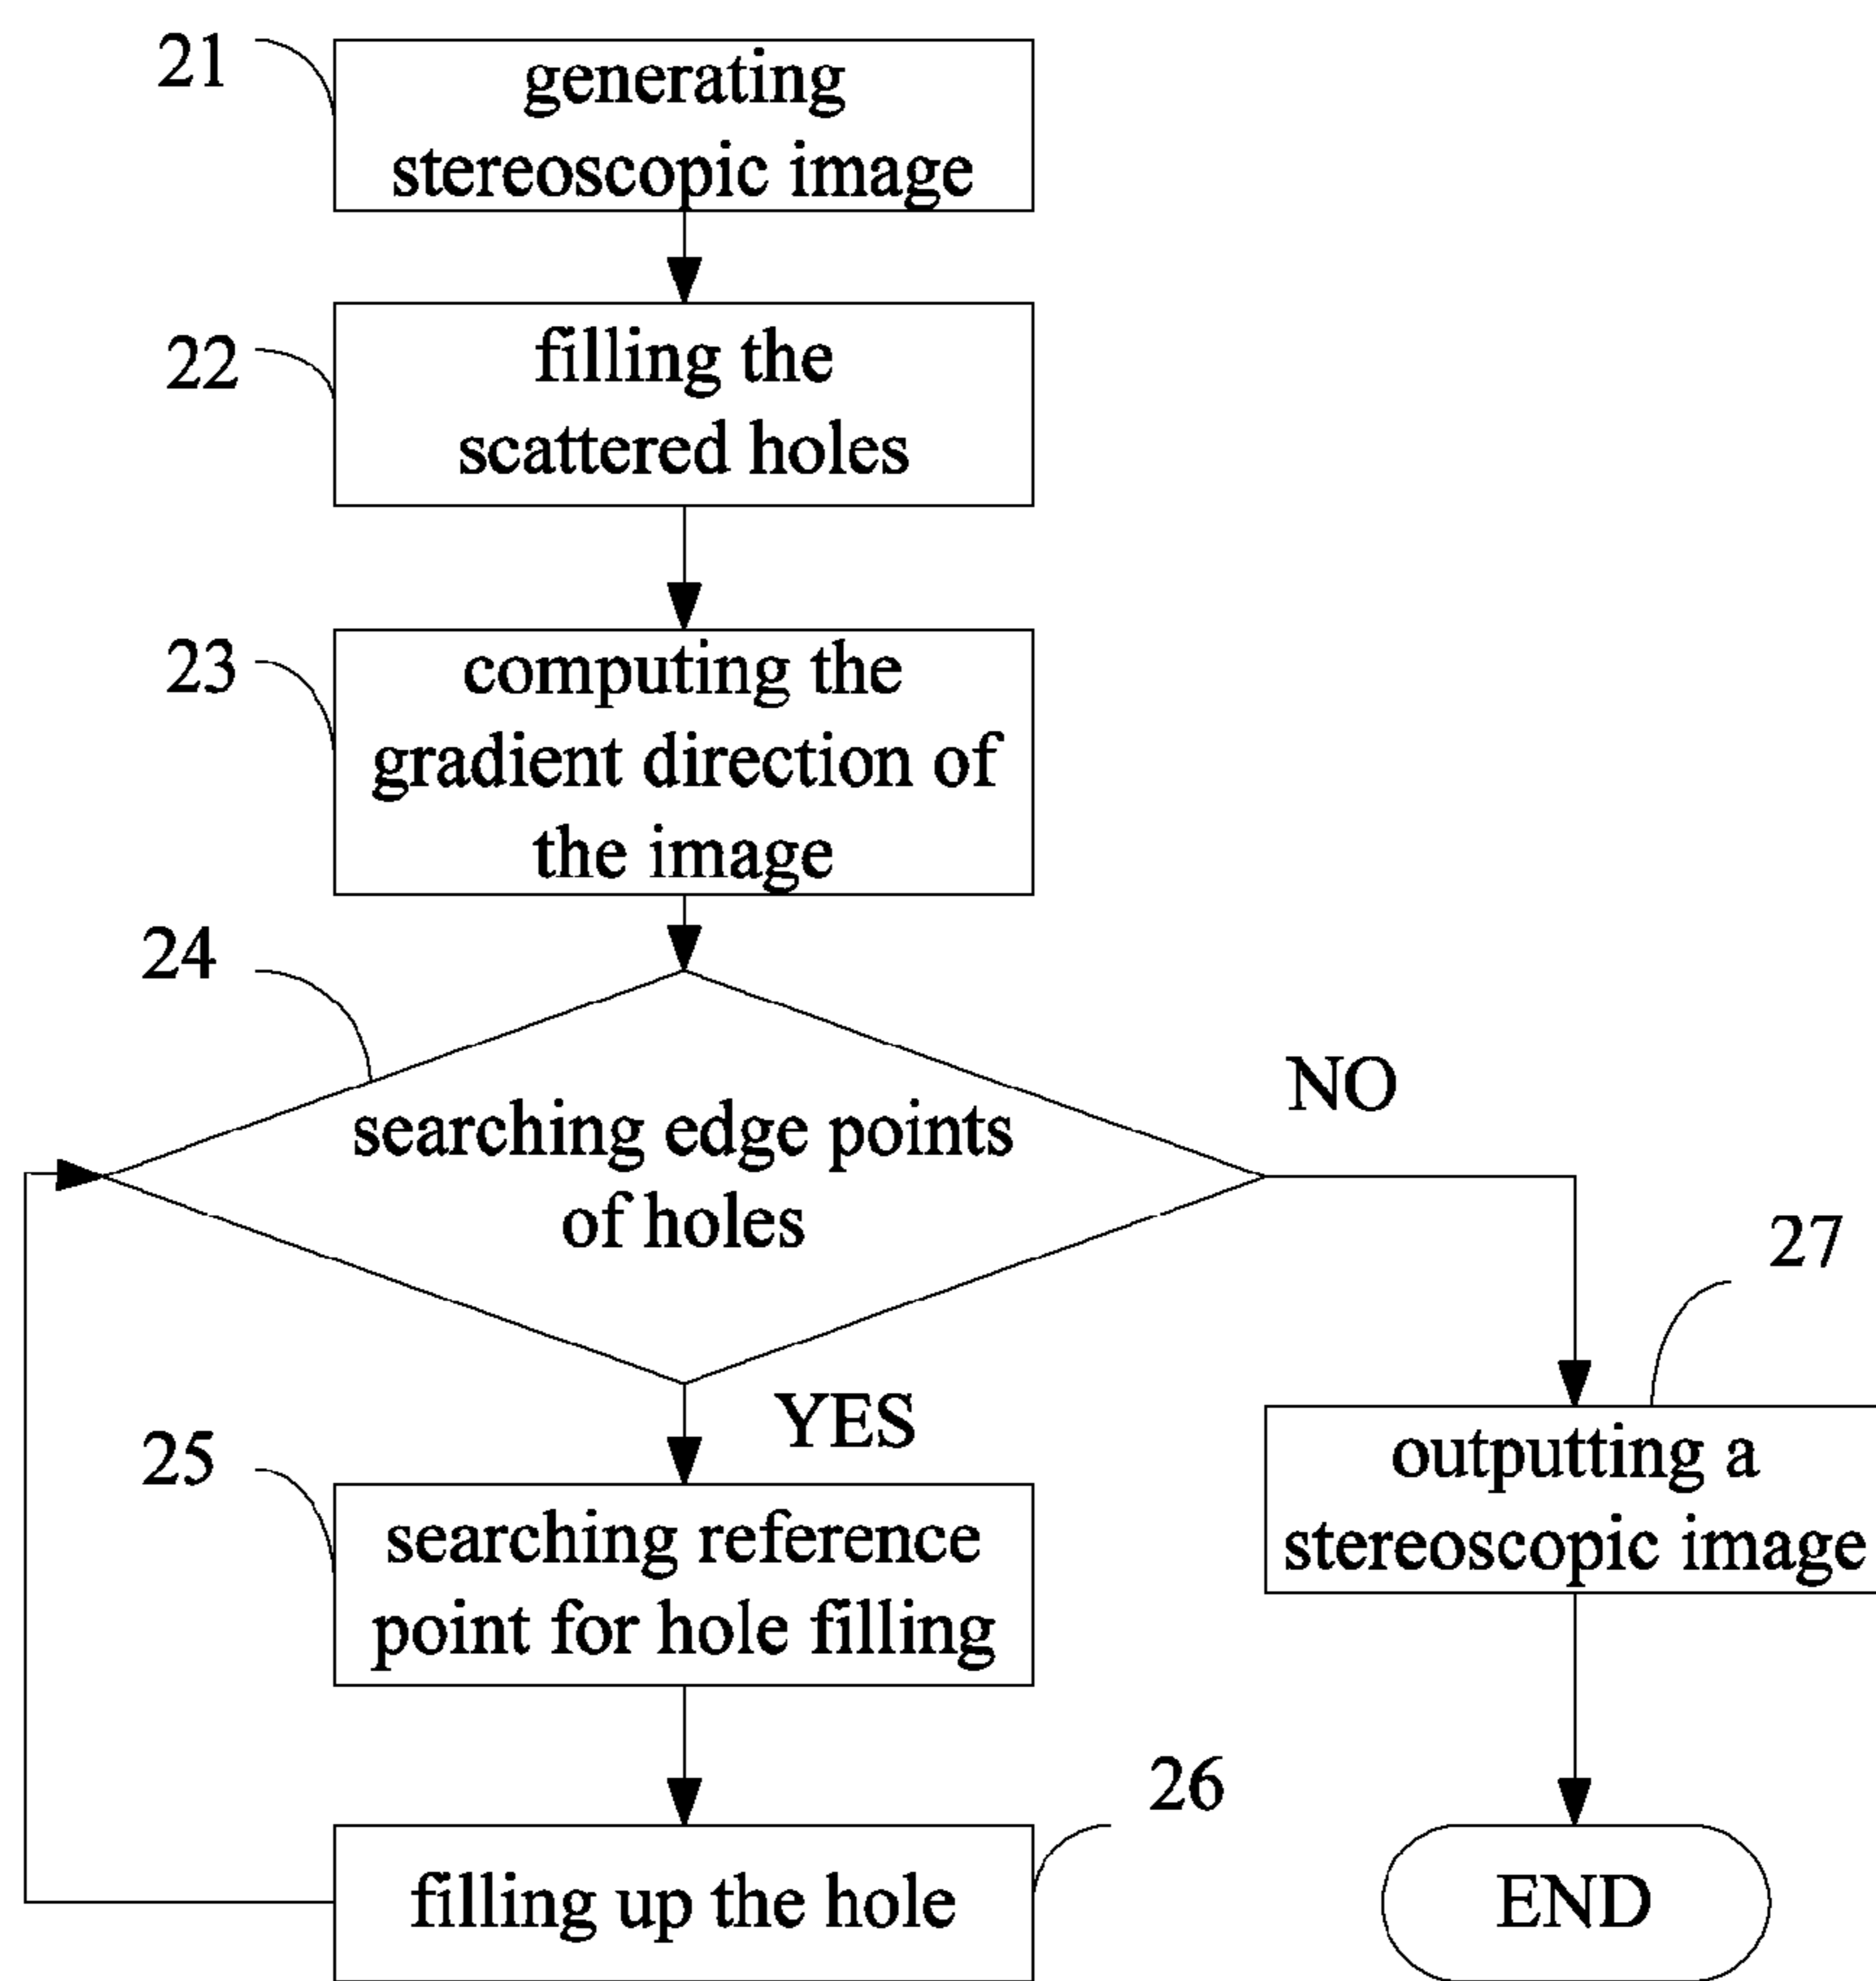 21
generating
stereoscopic image
22
filling the
scattered holes
23
computing the
gradient direction of
the image
24
searching edge points
of holes
NO
27
YES
25
searching reference
point for hole filling
outputting a
stereoscopic image
26
filling up the hole
END